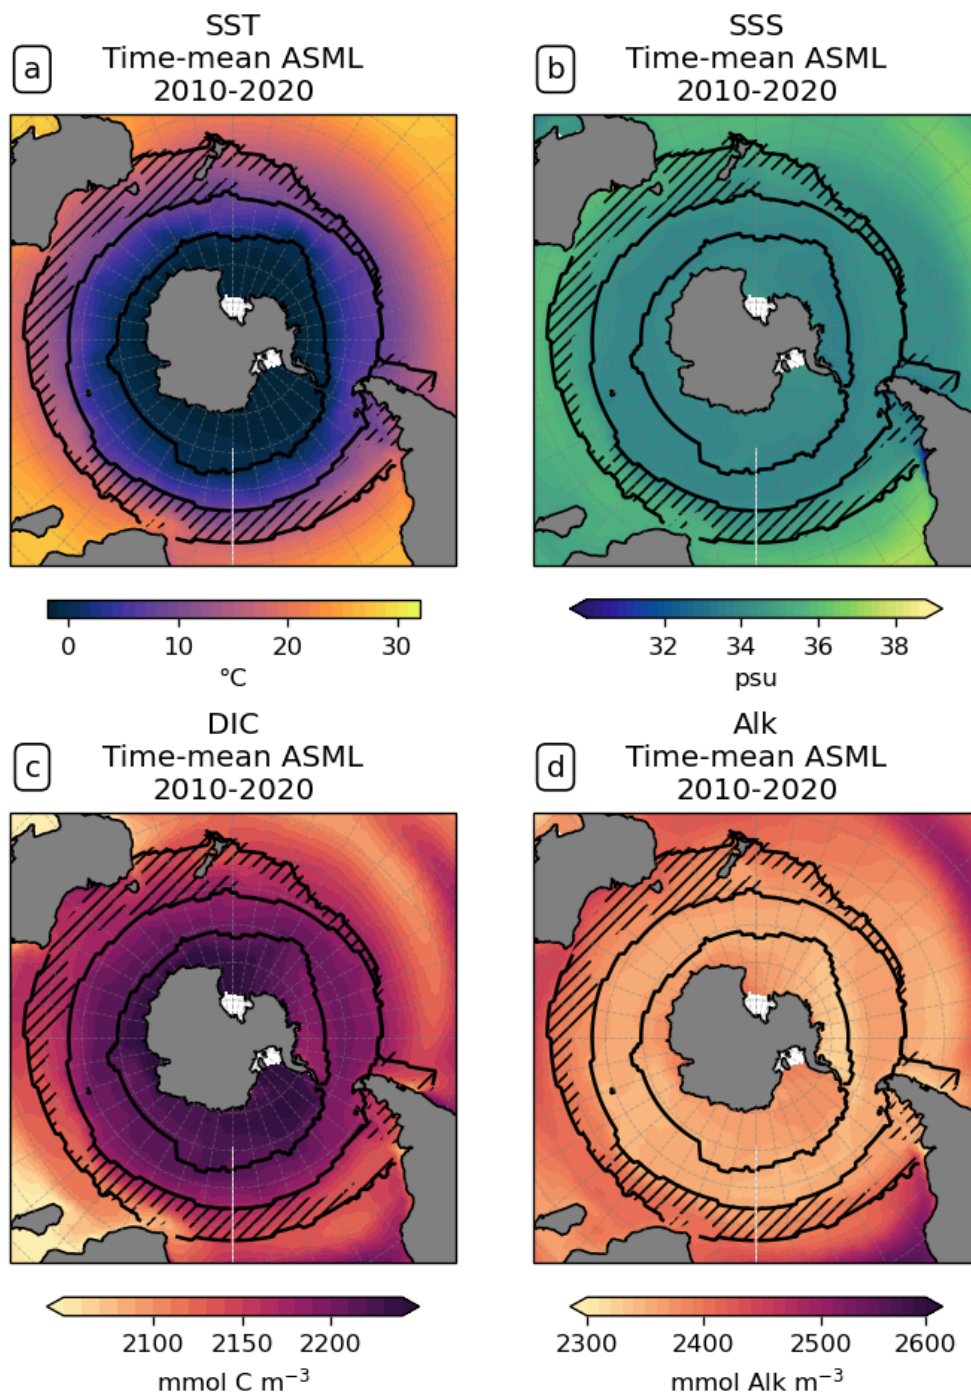 SST
Time-mean ASML
2010-2020
a
0 10 20 30
°C
SSS
Time-mean ASML
2010-2020
b
32 34 36 38
psu
DIC
Time-mean ASML
2010-2020
c
2100 2150 2200
mmol C m⁻³
Alk
Time-mean ASML
2010-2020
d
2300 2400 2500 2600
mmol Alk m⁻³